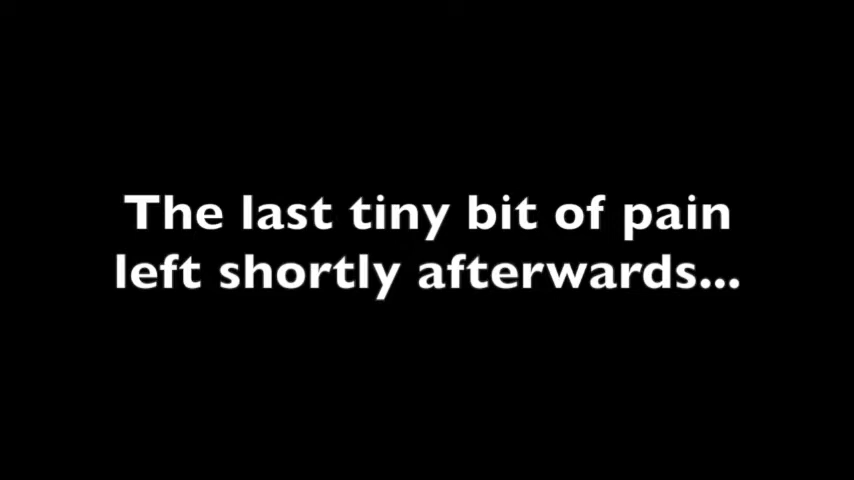 The last tiny bit of pain
left shortly afterwards...